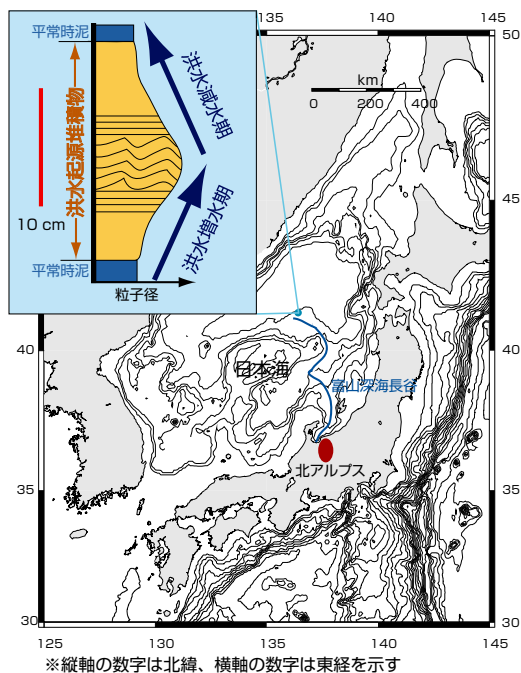 平常時泥
洪水減水期
洪水起源堆積物
10 cm
洪水増水期
平常時泥
粒子径
125 130 135 140 145
50
45
40
35
30
km
0 200 400
日本海
富山深海長谷
北アルプス
40
35
30
125 130 135 140 145
※縦軸の数字は北緯、横軸の数字は東経を示す